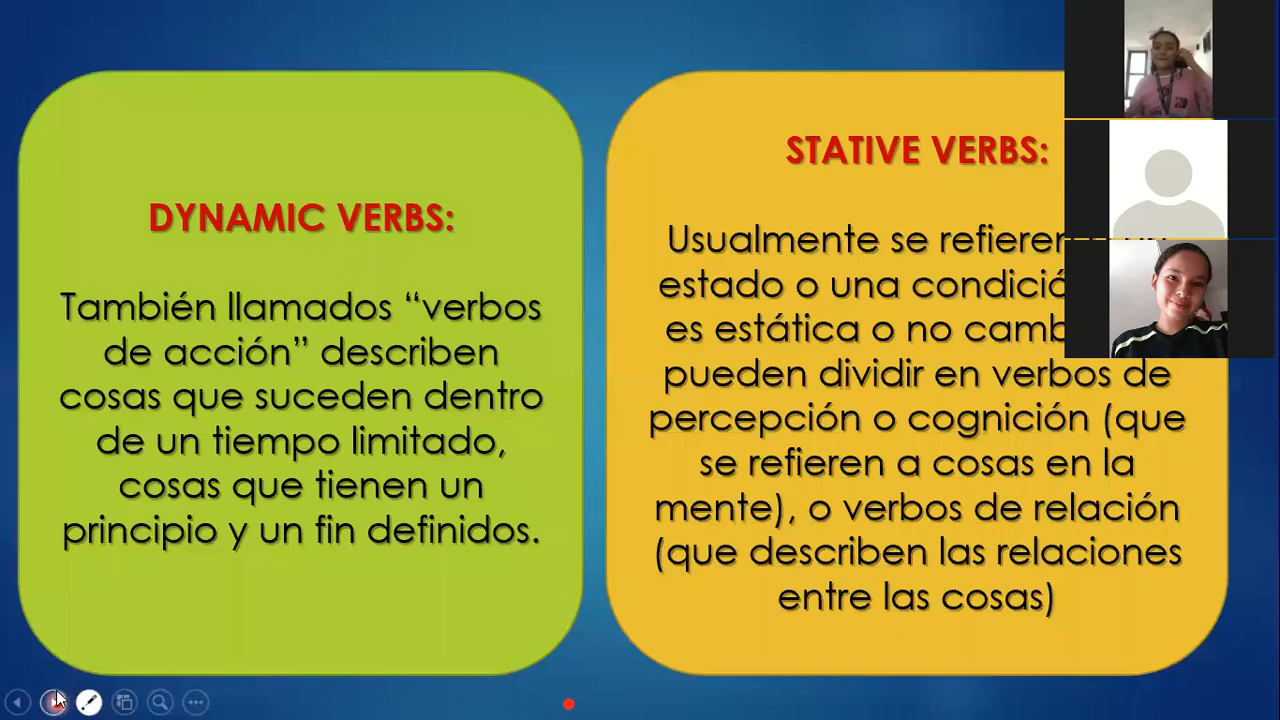 DYNAMIC VERBS:
También llamados “verbos
de acción” describen
cosas que suceden dentro
de un tiempo limitado,
cosas que tienen un
principio y un fin definidos.
STATIVE VERBS:
Usualmente se refieren
estado o una
es estática o no
pueden dividir en verbos de
percepción o cognición (que
se refieren a cosas en la
mente), o verbos de relación
(que describen las relaciones
entre las cosas)